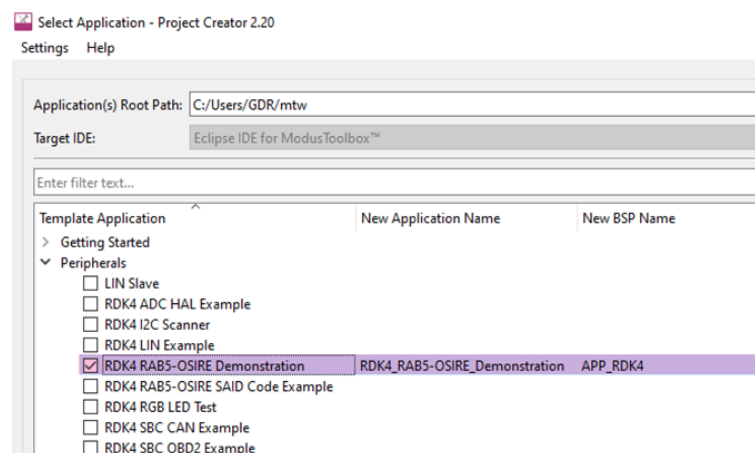 Select Application - Project Creator 2.20
Settings Help
Application(s) Root Path: C:/Users/GDR/mtw
Target IDE: Eclipse IDE for ModusToolbox™
Enter filter text...
Template Application New Application Name New BSP Name
Getting Started
Peripherals
LIN Slave
RDK4 ADC HAL Example
RDK4 I2C Scanner
RDK4 LIN Example
RDK4 RAB5-OSIRE Demonstration RDK4_RAB5-OSIRE_Demonstration APP_RDK4
RDK4 RAB5-OSIRE SAID Code Example
RDK4 RGB LED Test
RDK4 SBC CAN Example
RDK4 SBC OBD2 Example